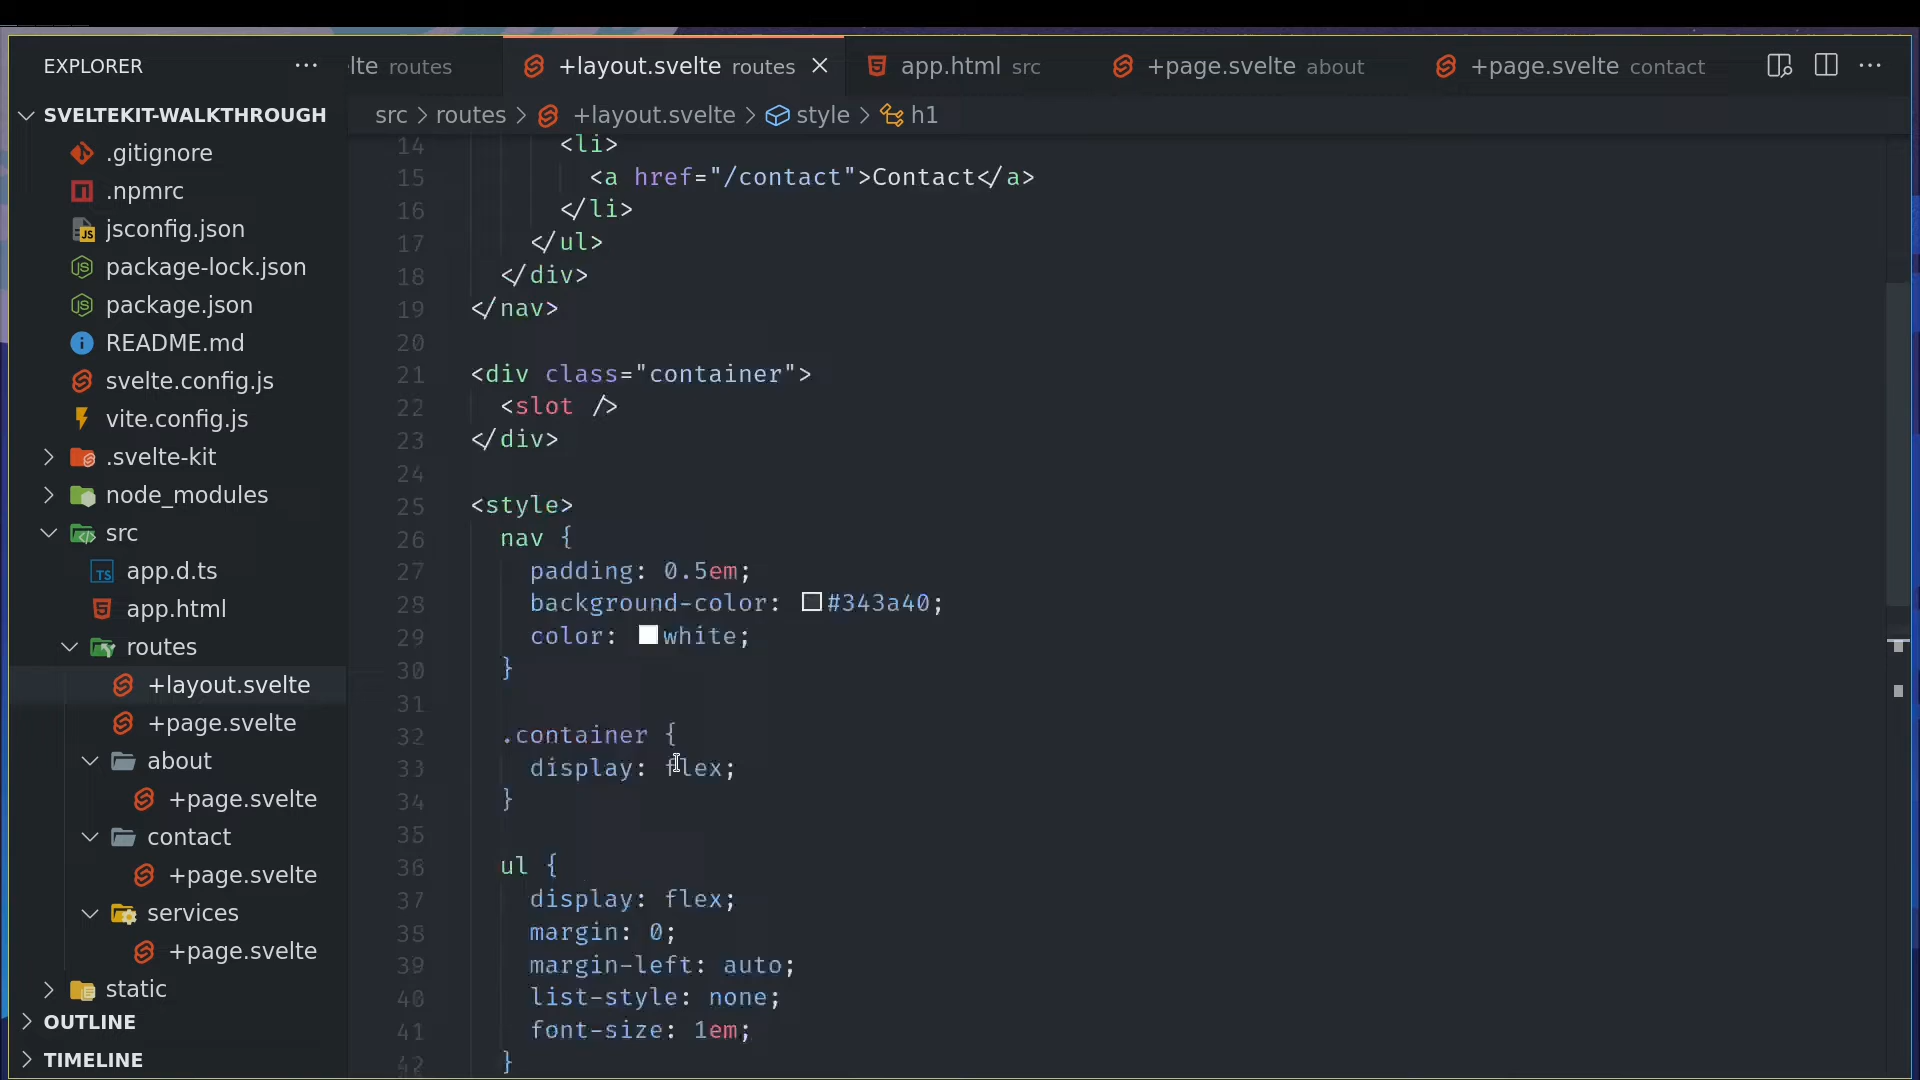 EXPLORER
lte routes
+layout.svelte routes
app.html src
+page.svelte about
+page.svelte contact
SVELTEKIT-WALKTHROUGH
.gitignore
.npmrc
jsconfig.json
package-lock.json
package.json
README.md
svelte.config.js
vite.config.js
.svelte-kit
node_modules
src
app.d.ts
app.html
routes
+layout.svelte
+page.svelte
about
+page.svelte
contact
+page.svelte
services
+page.svelte
static
OUTLINE
TIMELINE
src > routes > +layout.svelte > style > h1
14 <li>
15 <a href="/contact">Contact</a>
16 </li>
17 </ul>
18 </div>
19 </nav>
20
21 <div class="container">
22 <slot />
23 </div>
24
25 <style>
26 nav {
27 padding: 0.5em;
28 background-color: #343a40;
29 color: white;
30 }
31
32 .container {
33 display: flex;
34 }
35
36 ul {
37 display: flex;
38 margin: 0;
39 margin-left: auto;
40 list-style: none;
41 font-size: 1em;
42 }